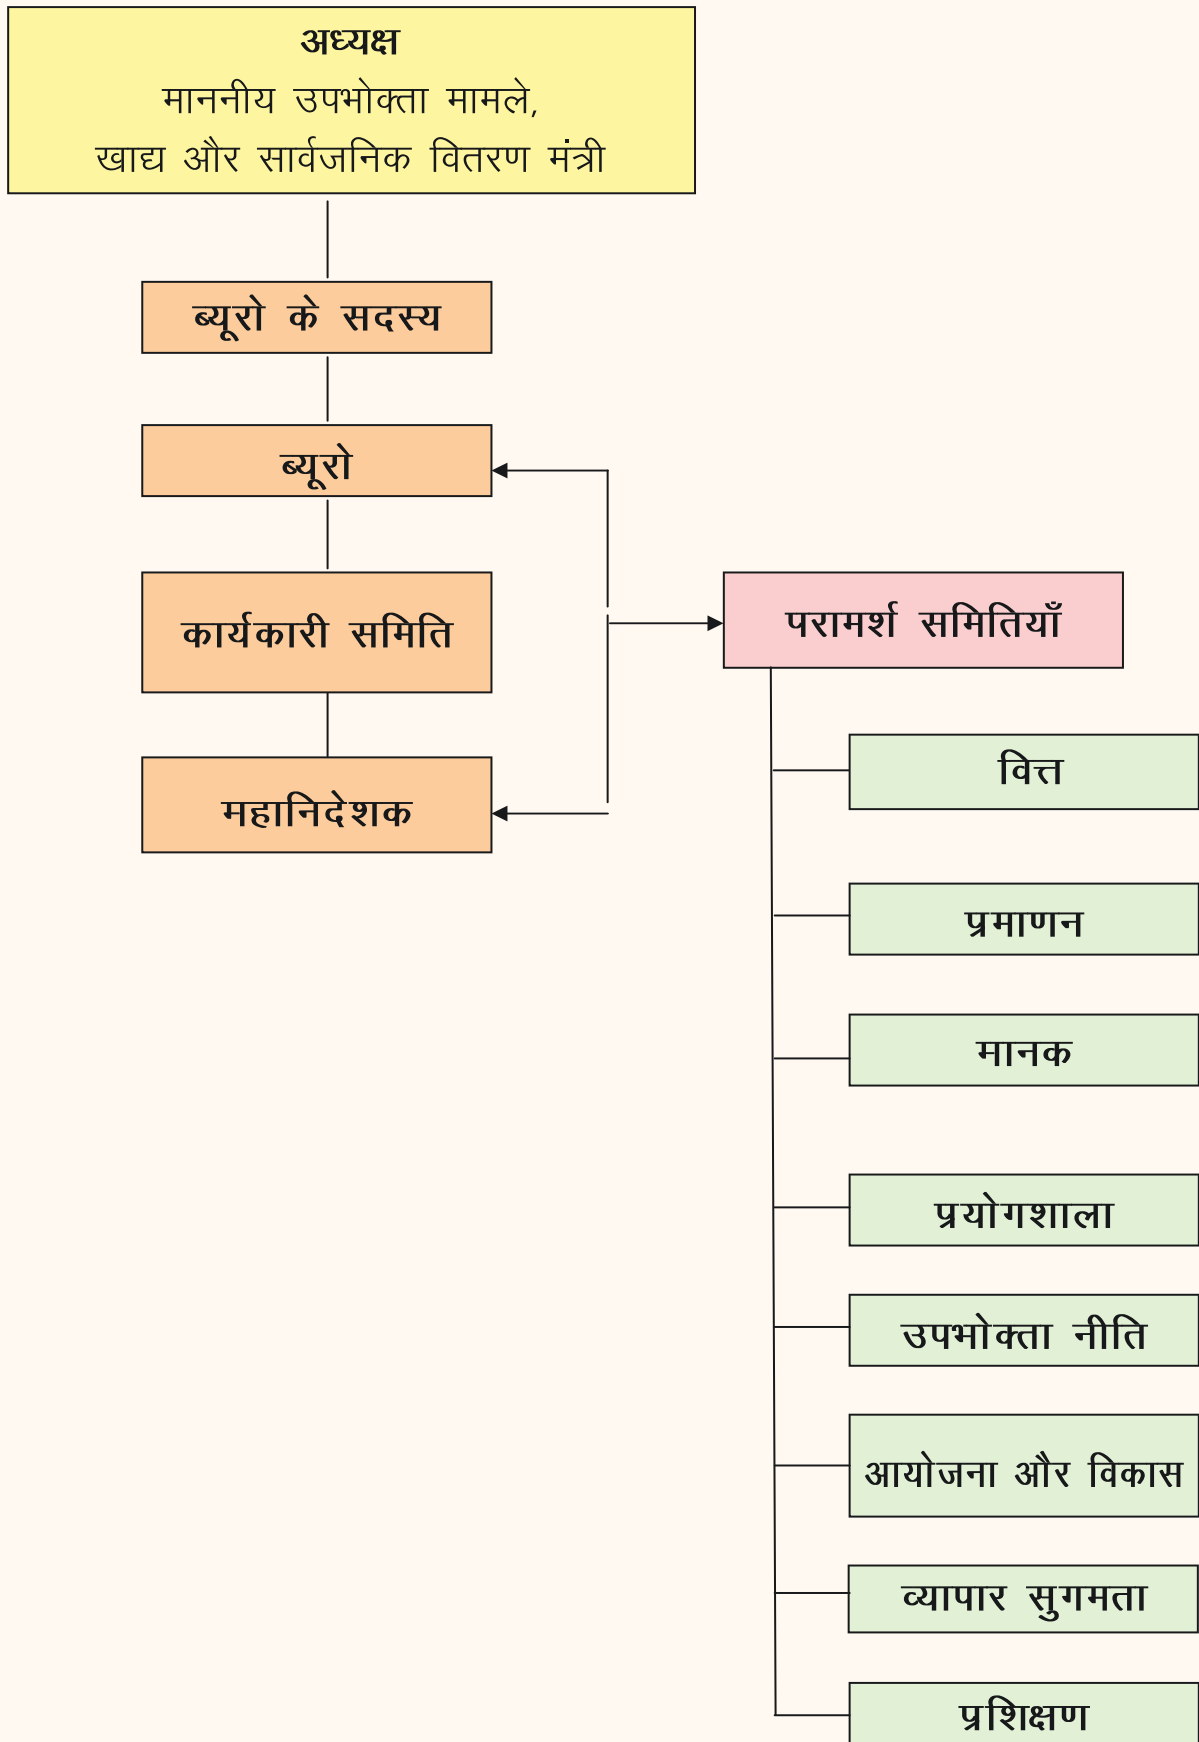 अध्यक्ष
माननीय उपभोक्ता मामले,
खाद्य और सार्वजनिक वितरण मंत्री
ब्यूरो के सदस्य
ब्यूरो
कार्यकारी समिति
महानिदेशक
परामर्श समितियाँ
वित्त
प्रमाणन
मानक
प्रयोगशाला
उपभोक्ता नीति
आयोजना और विकास
व्यापार सुगमता
प्रशिक्षण